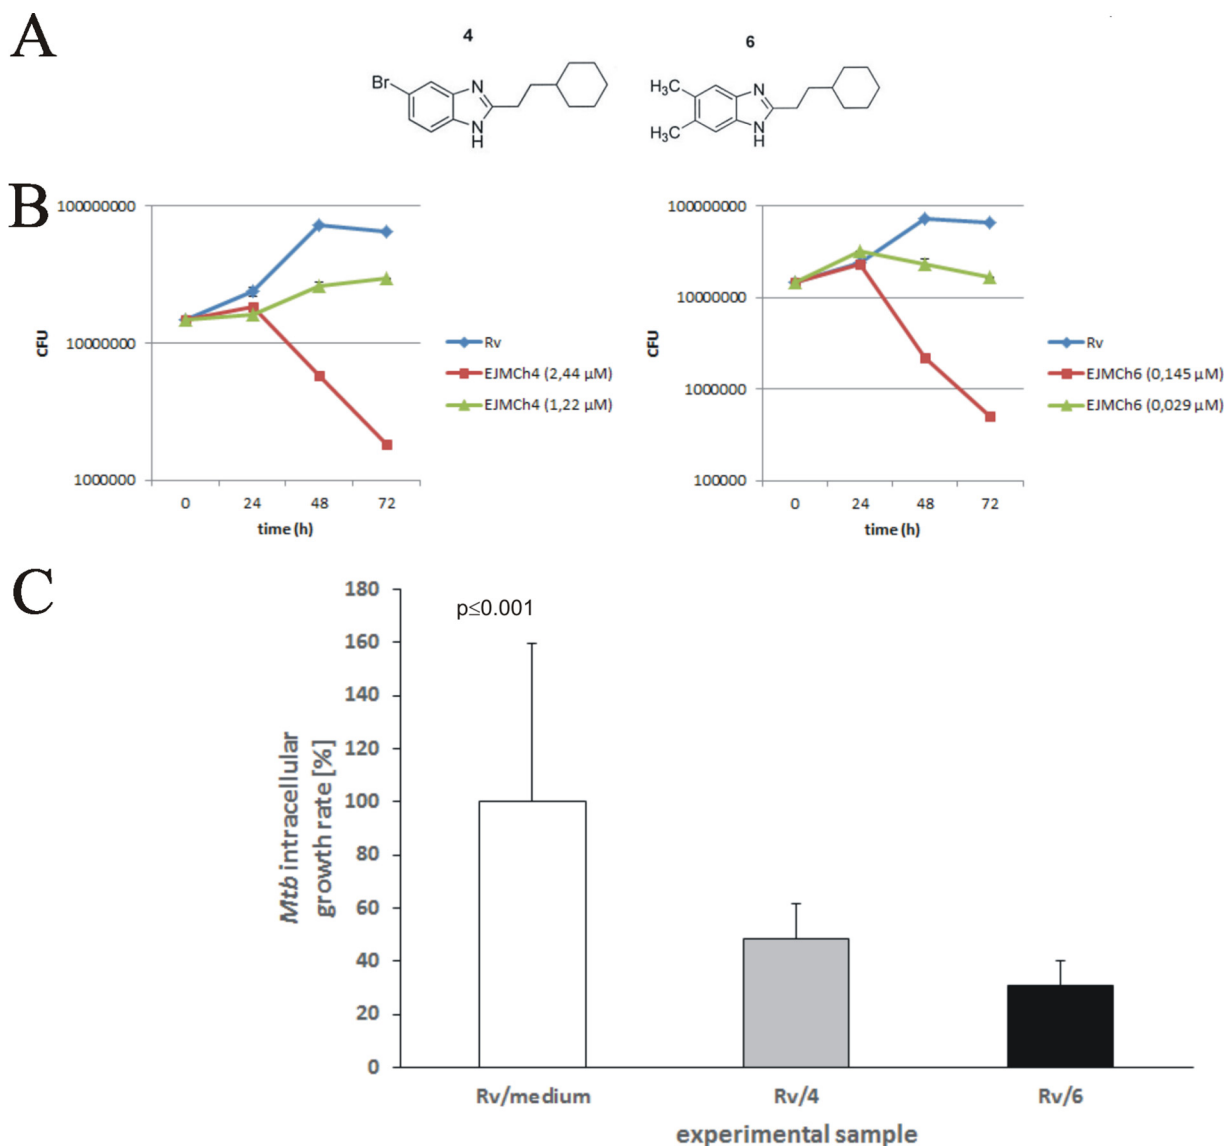 A
4
6
Br
N
N
H
H₃C
H₃C
N
N
H
B
100000000
10000000
1000000
CFU
0 24 48 72
time (h)
Rv
EJMCh4 (2,44 µM)
EJMCh4 (1,22 µM)
100000000
10000000
1000000
100000
CFU
0 24 48 72
time (h)
Rv
EJMCh6 (0,145 µM)
EJMCh6 (0,029 µM)
C
p≤0.001
Mtb intracellular
growth rate [%]
180
160
140
120
100
80
60
40
20
0
Rv/medium Rv/4 Rv/6
experimental sample